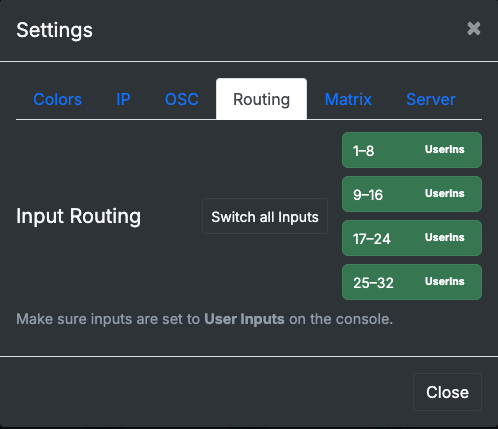 Settings
×
Colors IP OSC Routing Matrix Server
1–8 UserIns
9–16 UserIns
Input Routing Switch all Inputs
17–24 UserIns
25–32 UserIns
Make sure inputs are set to User Inputs on the console.
Close